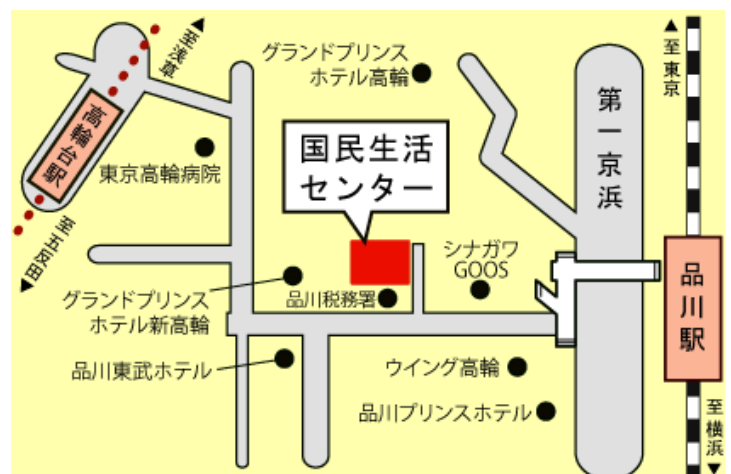 至浅草
高輪台駅
至五反田
東京高輪病院
グランドプリンス
ホテル高輪
国民生活
センター
第一京浜
至東京
シナガワ
GOOS
品川駅
グランドプリンス
ホテル新高輪
品川税務署
品川東武ホテル
ウイング高輪
品川プリンスホテル
至横浜